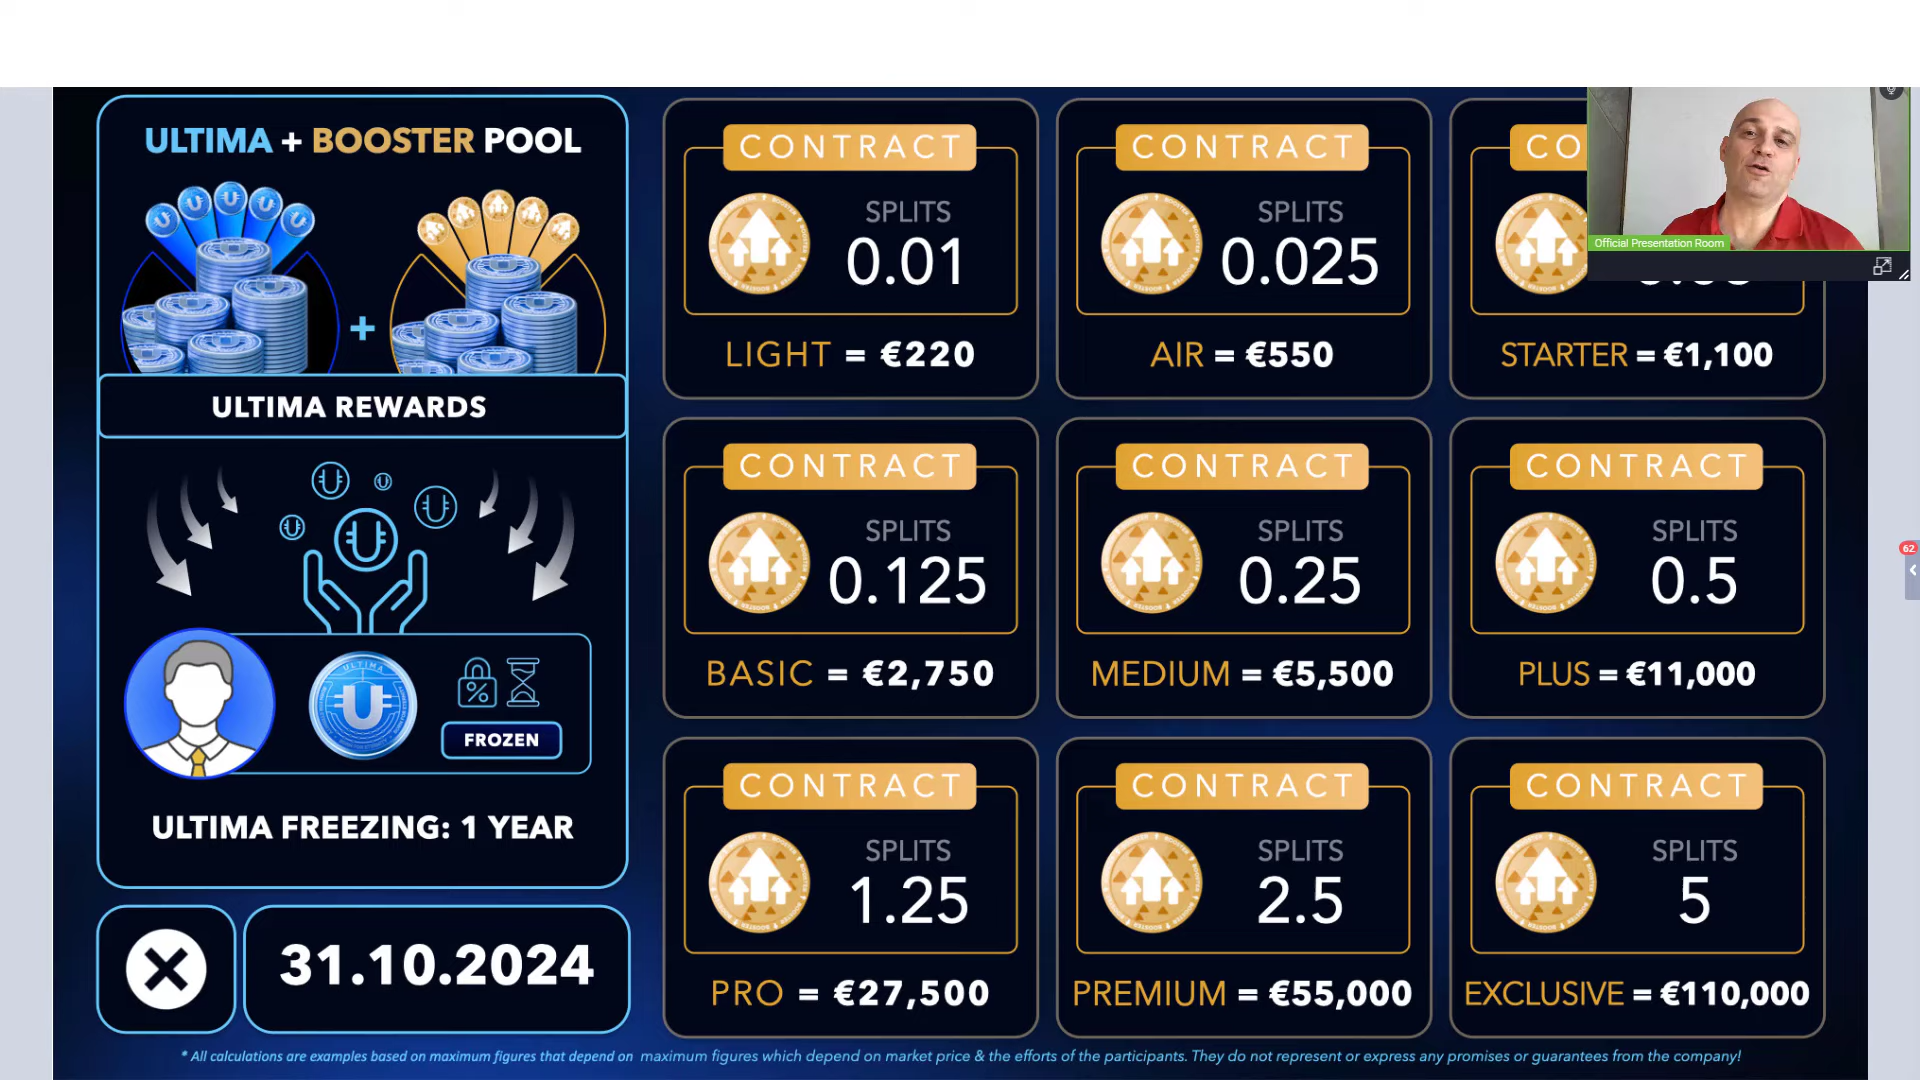 ULTIMA + BOOSTER POOL
ULTIMA REWARDS
ULTIMA
FROZEN
ULTIMA FREEZING: 1 YEAR
31.10.2024
CONTRACT
SPLITS
0.01
LIGHT = €220
CONTRACT
SPLITS
0.025
AIR = €550
CO
STARTER = €1,100
Official Presentation Room
CONTRACT
SPLITS
0.125
BASIC = €2,750
CONTRACT
SPLITS
0.25
MEDIUM = €5,500
CONTRACT
SPLITS
0.5
PLUS = €11,000
62
CONTRACT
SPLITS
1.25
PRO = €27,500
CONTRACT
SPLITS
2.5
PREMIUM = €55,000
CONTRACT
SPLITS
5
EXCLUSIVE = €110,000
* All calculations are examples based on maximum figures that depend on maximum figures which depend on market price & the efforts of the participants. They do not represent or express any promises or guarantees from the company!